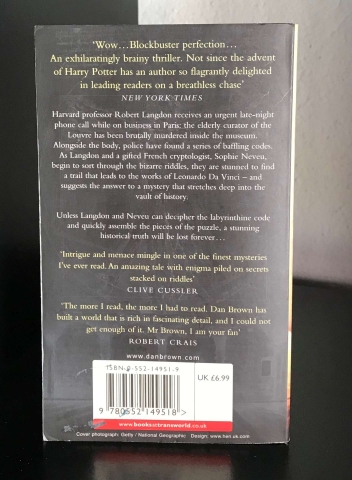 ‘Wow...Blockbuster perfection...
An exhilaratingly brainy thriller. Not since the advent
of Harry Potter has an author so flagrantly delighted
in leading readers on a breathless chase’
NEW YORK TIMES
Harvard professor Robert Langdon receives an urgent late-night
phone call while on business in Paris: the elderly curator of the
Louvre has been brutally murdered inside the museum.
Alongside the body, police have found a series of baffling codes.
As Langdon and a gifted French cryptologist, Sophie Neveu,
begin to sort through the bizarre riddles, they are stunned to find
a trail that leads to the works of Leonardo Da Vinci – and
suggests the answer to a mystery that stretches deep into the
vault of history.
Unless Langdon and Neveu can decipher the labyrinthine code
and quickly assemble the pieces of the puzzle, a stunning
historical truth will be lost forever...
‘Intrigue and menace mingle in one of the finest mysteries
I've ever read. An amazing tale with enigma piled on secrets
stacked on riddles’
CLIVE CUSSLER
‘The more I read, the more I had to read. Dan Brown has
built a world that is rich in fascinating detail, and I could not
get enough of it. Mr Brown, I am your fan’
ROBERT CRAIS
www.danbrown.com
ISBN 0-552-14951-9
UK £6.99
9 780552 149518 >
www.booksattransworld.co.uk
Cover photograph: Getty / National Geographic Design: www.hen.uk.com